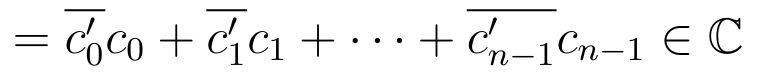 $= \overline{c'_0} c_0 + \overline{c'_1} c_1 + \cdots + \overline{c'_{n-1}} c_{n-1} \in \mathbb{C}$